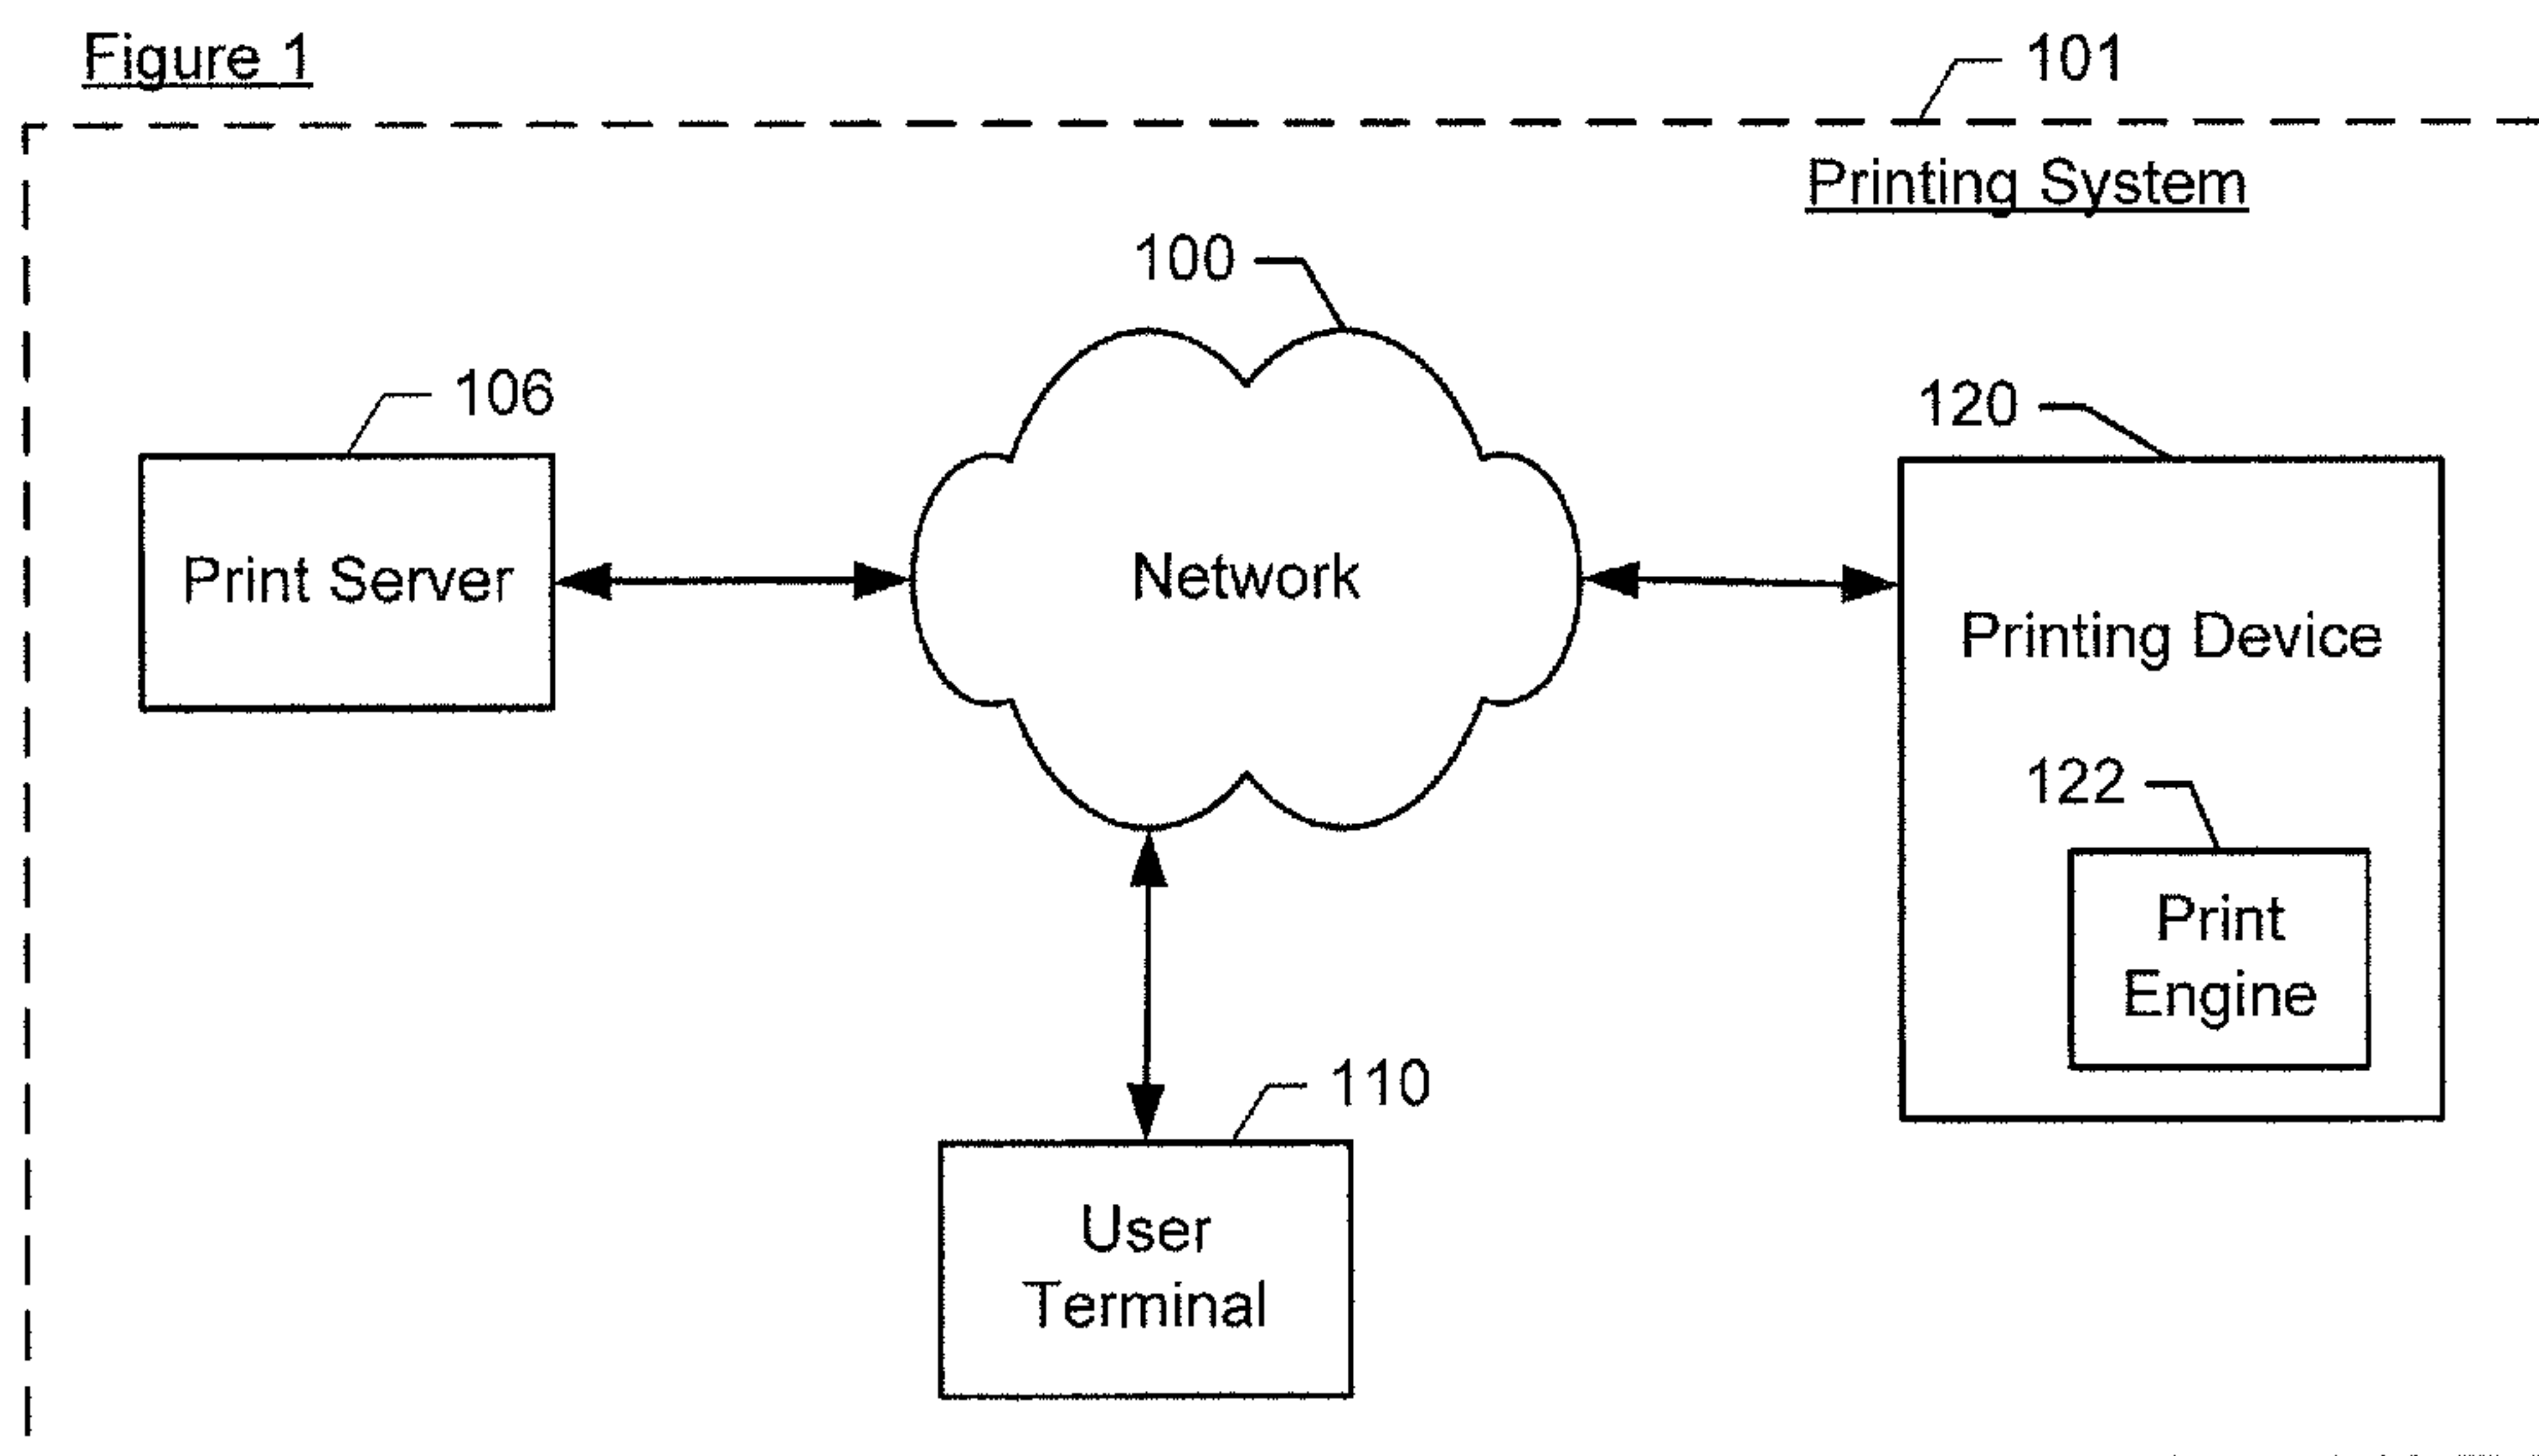 Figure 1
101
Printing System
100
106
120
Print Server
Network
Printing Device
122
Print
Engine
110
User
Terminal